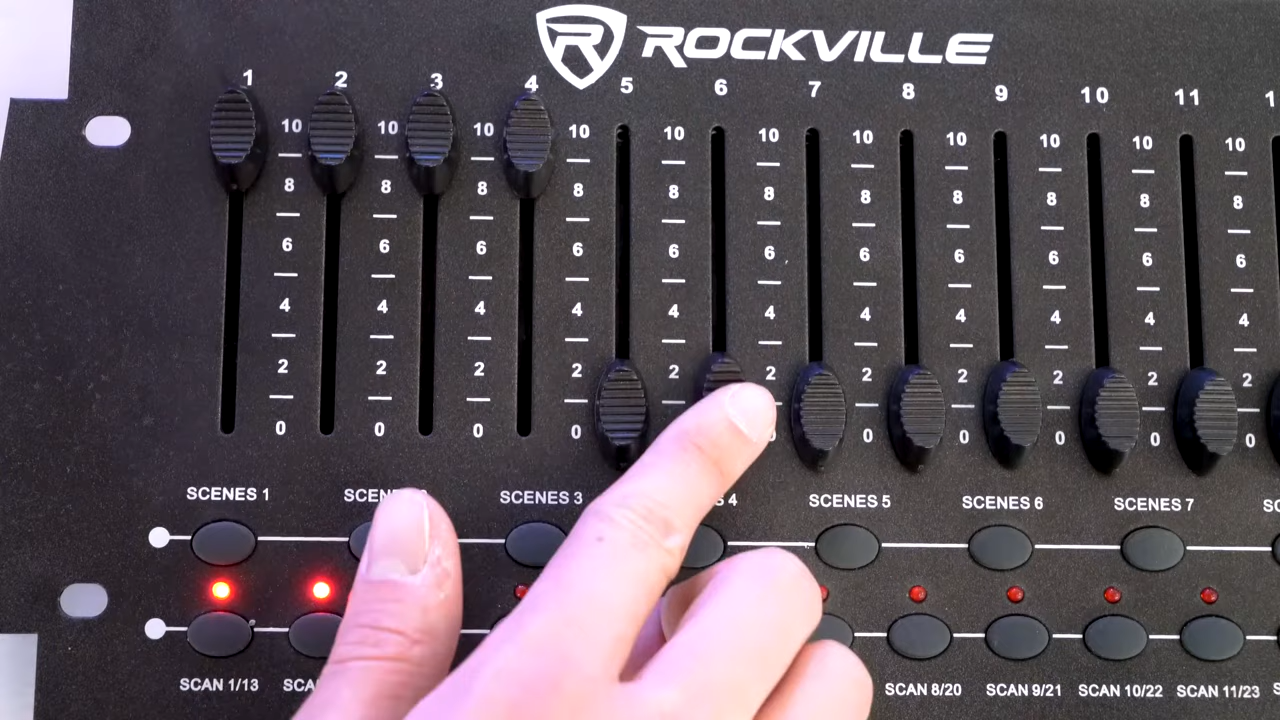 ROCKVILLE
1 2 3 4 5 6 7 8 9 10 11
10 10 10 10 10 10 10 10 10 10 10
8 8 8 8 8 8 8 8 8 8 8
6 6 6 6 6 6 6 6 6 6 6
4 4 4 4 4 4 4 4 4 4 4
2 2 2 2 2 2 2 2 2 2 2
0 0 0 0 0 0 0 0 0 0
SCENES 1 SCENES 3 4 SCENES 5 SCENES 6 SCENES 7
SCAN 1/13 SCAN 8/20 SCAN 9/21 SCAN 10/22 SCAN 11/23